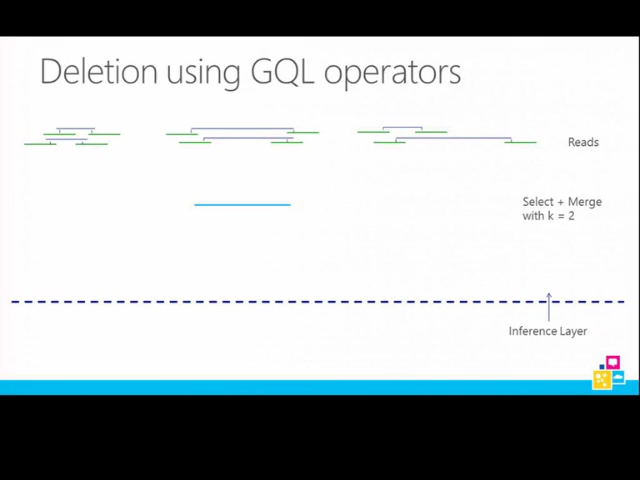 Deletion using GQL operators
Reads
Select + Merge
with k = 2
Inference Layer